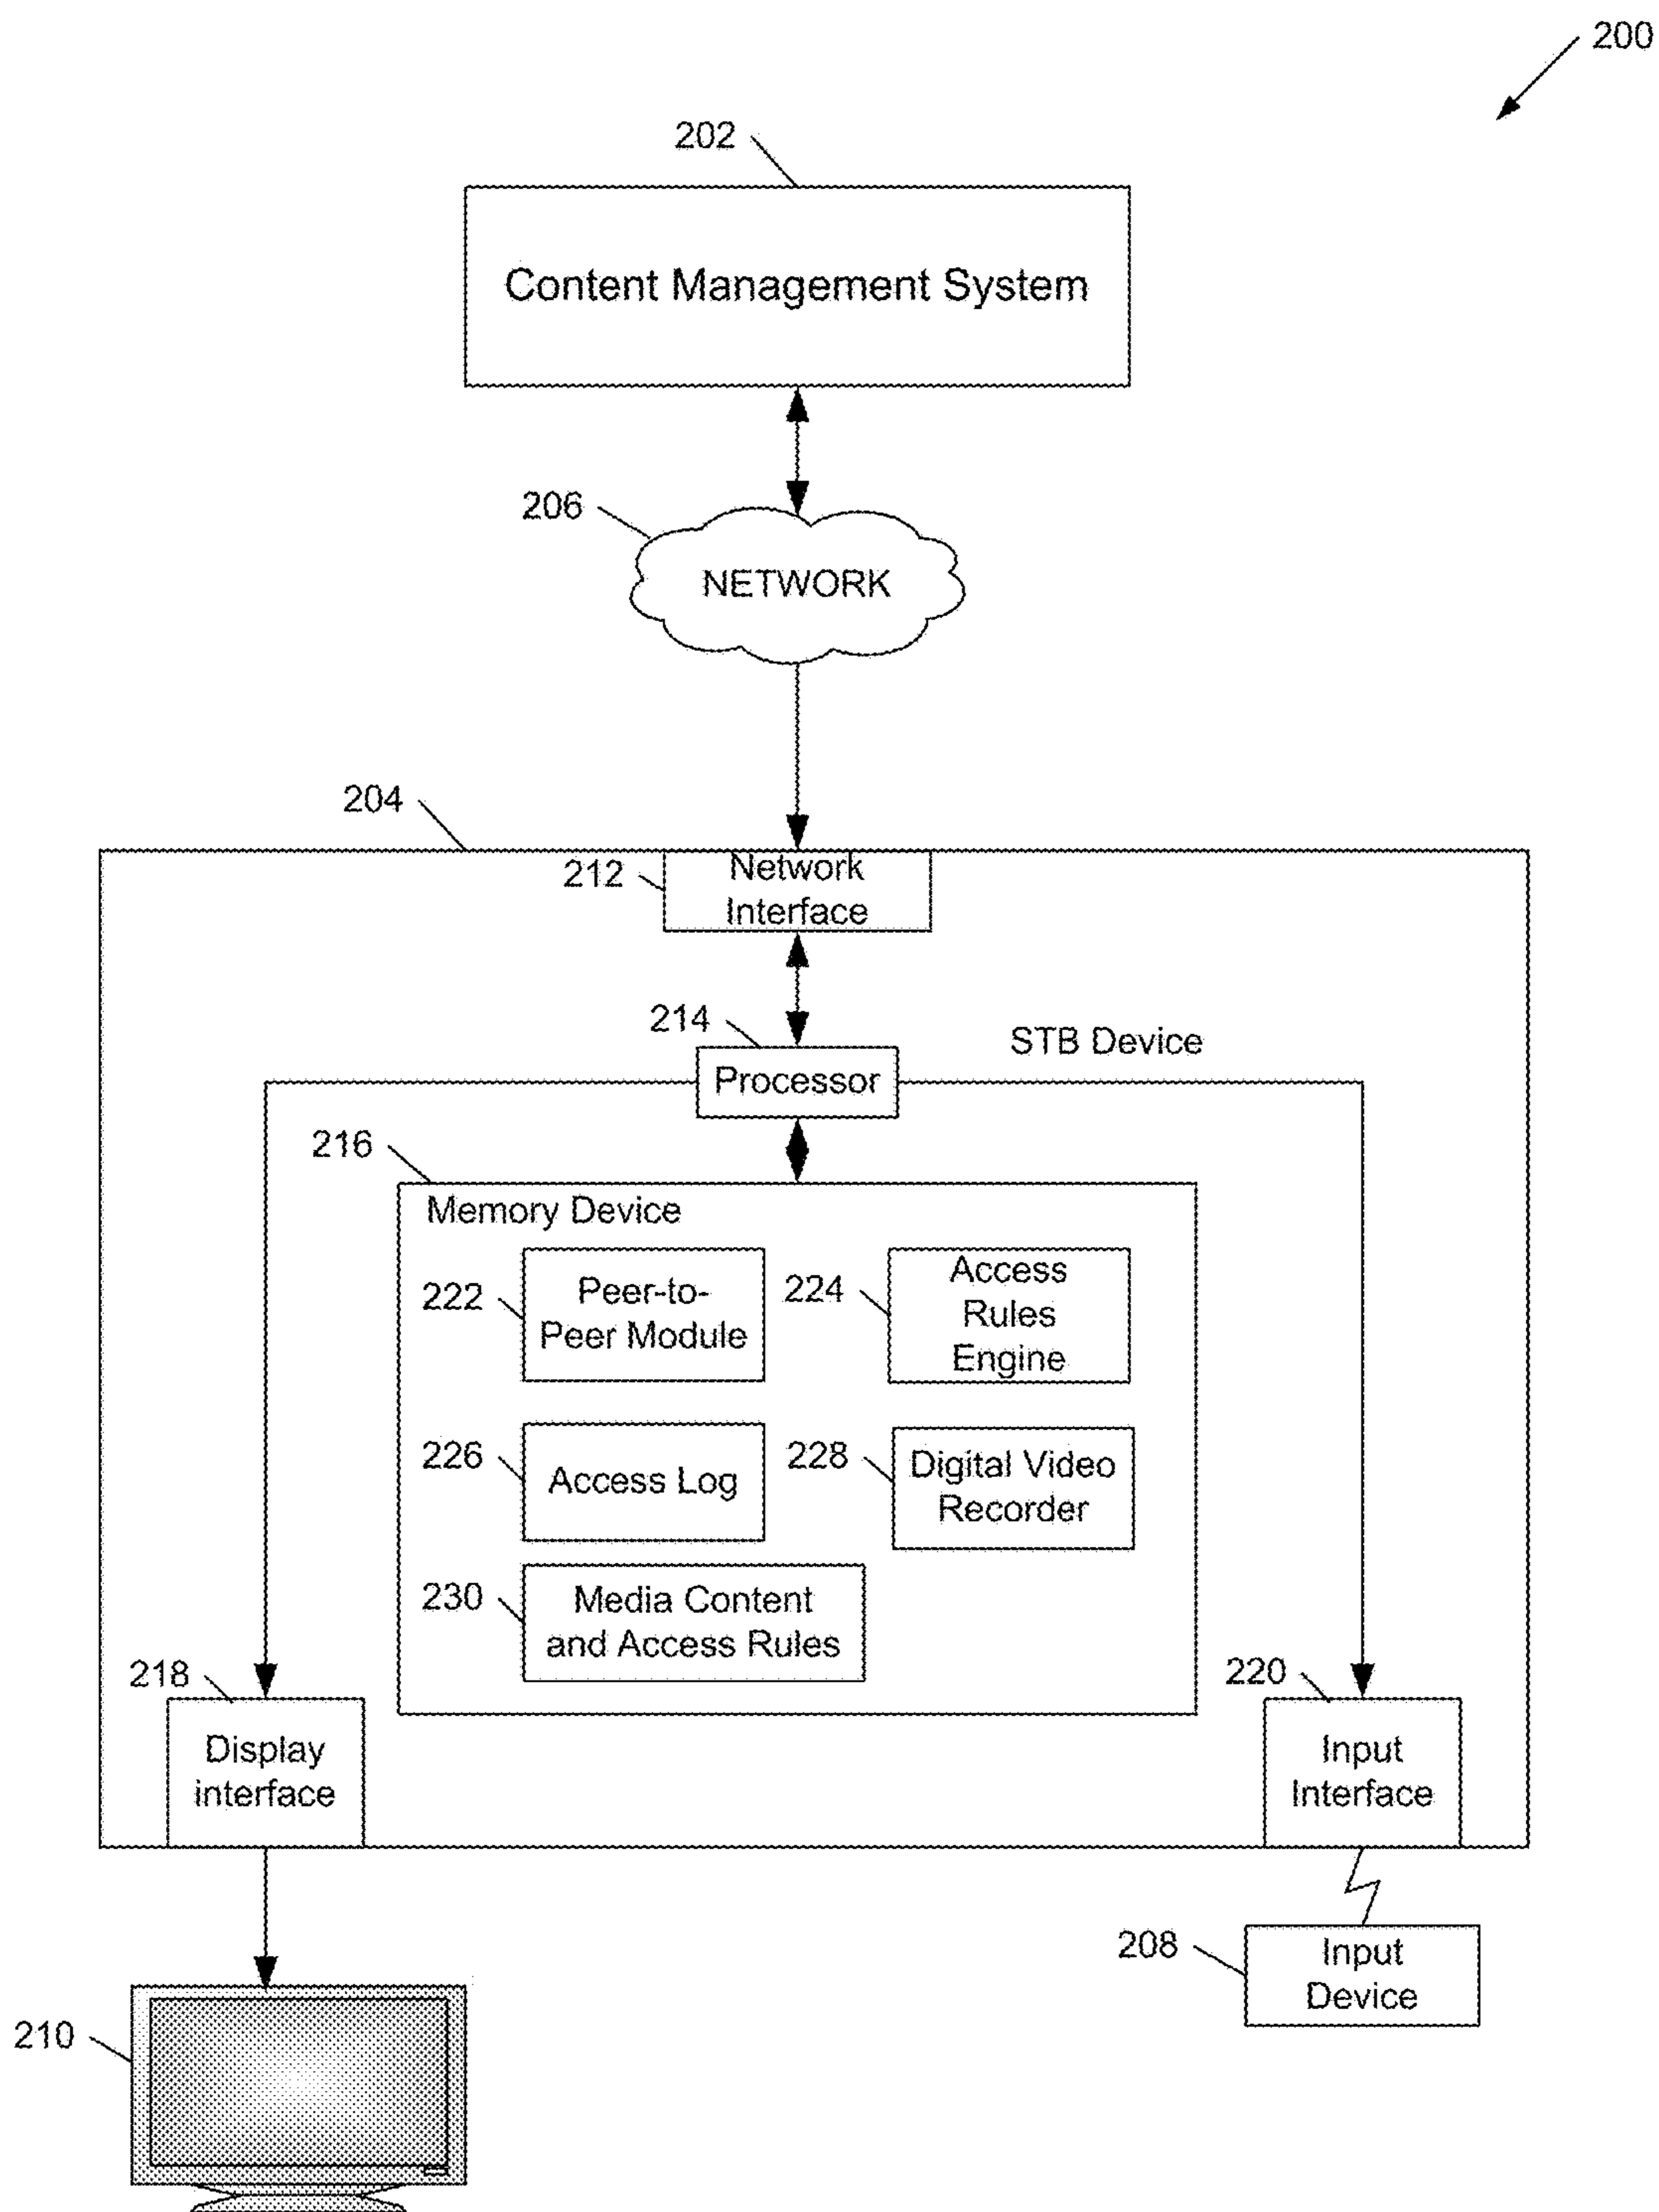 200
202
Content Management System
206
NETWORK
204
212
Network
Interface
214
Processor
STB Device
216
Memory Device
222
Peer-to-
Peer Module
224
Access
Rules
Engine
226
Access Log
228
Digital Video
Recorder
230
Media Content
and Access Rules
218
Display
interface
220
Input
Interface
208
Input
Device
210